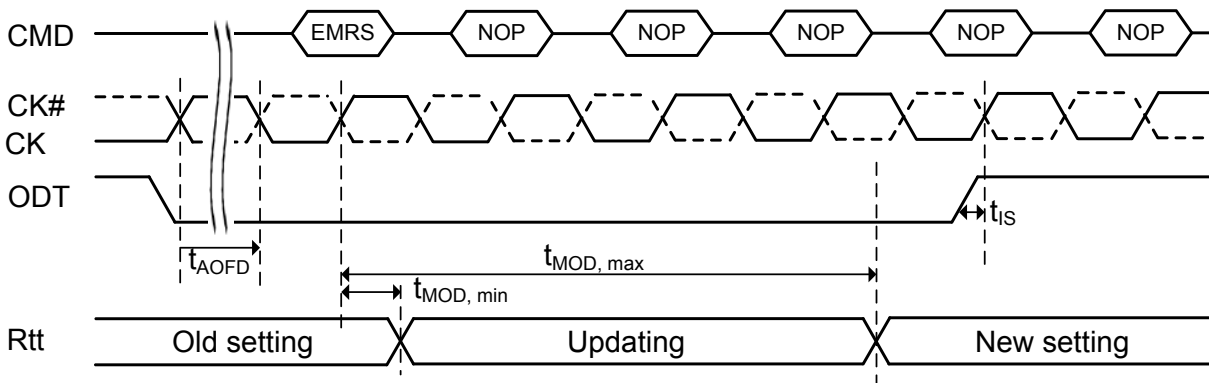 CMD EMRS NOP NOP NOP NOP NOP
CK#
CK
ODT
tIS
tAOFD
tMOD, max
tMOD, min
Rtt Old setting Updating New setting